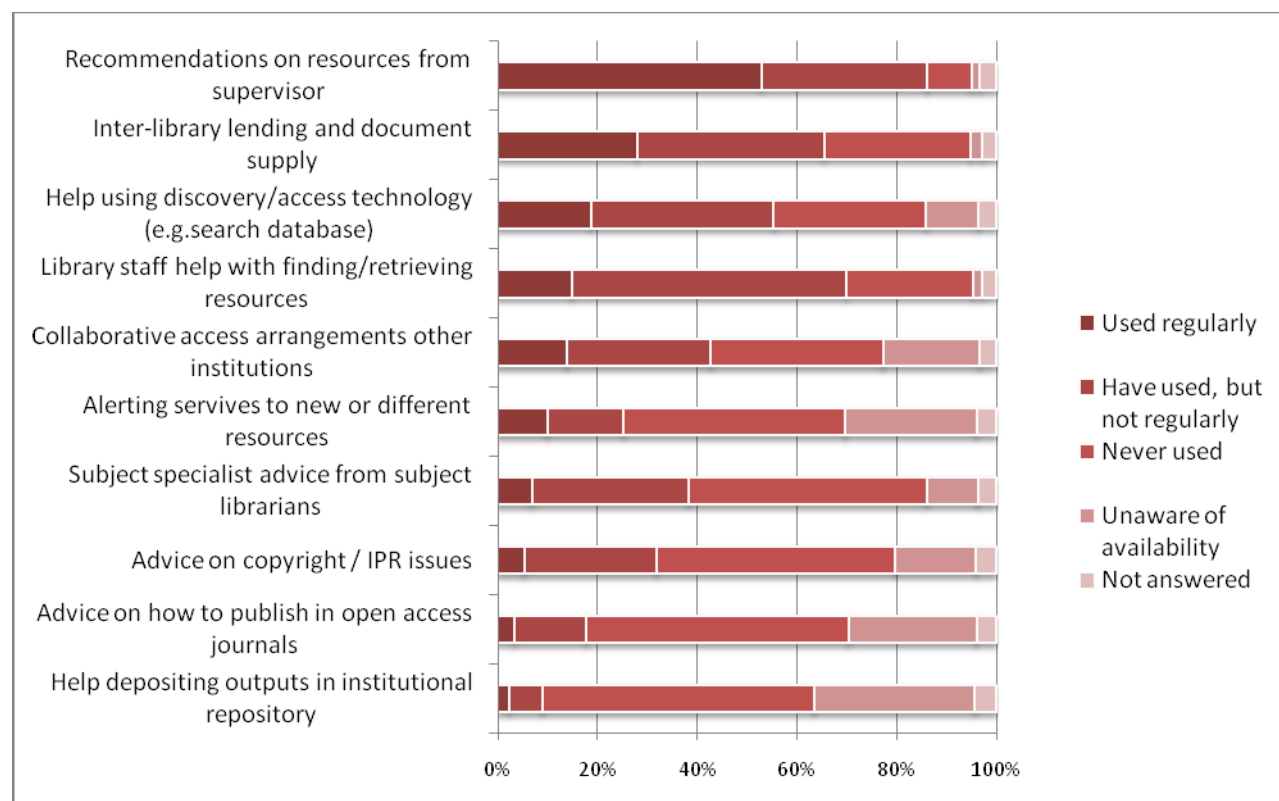 Recommendations on resources from
supervisor
Inter-library lending and document
supply
Help using discovery/access technology
(e.g.search database)
Library staff help with finding/retrieving
resources
Collaborative access arrangements other
institutions
Alerting servives to new or different
resources
Subject specialist advice from subject
librarians
Advice on copyright / IPR issues
Advice on how to publish in open access
journals
Help depositing outputs in institutional
repository
0%
20%
40%
60%
80%
100%
Used regularly
Have used, but
not regularly
Never used
Unaware of
availability
Not answered